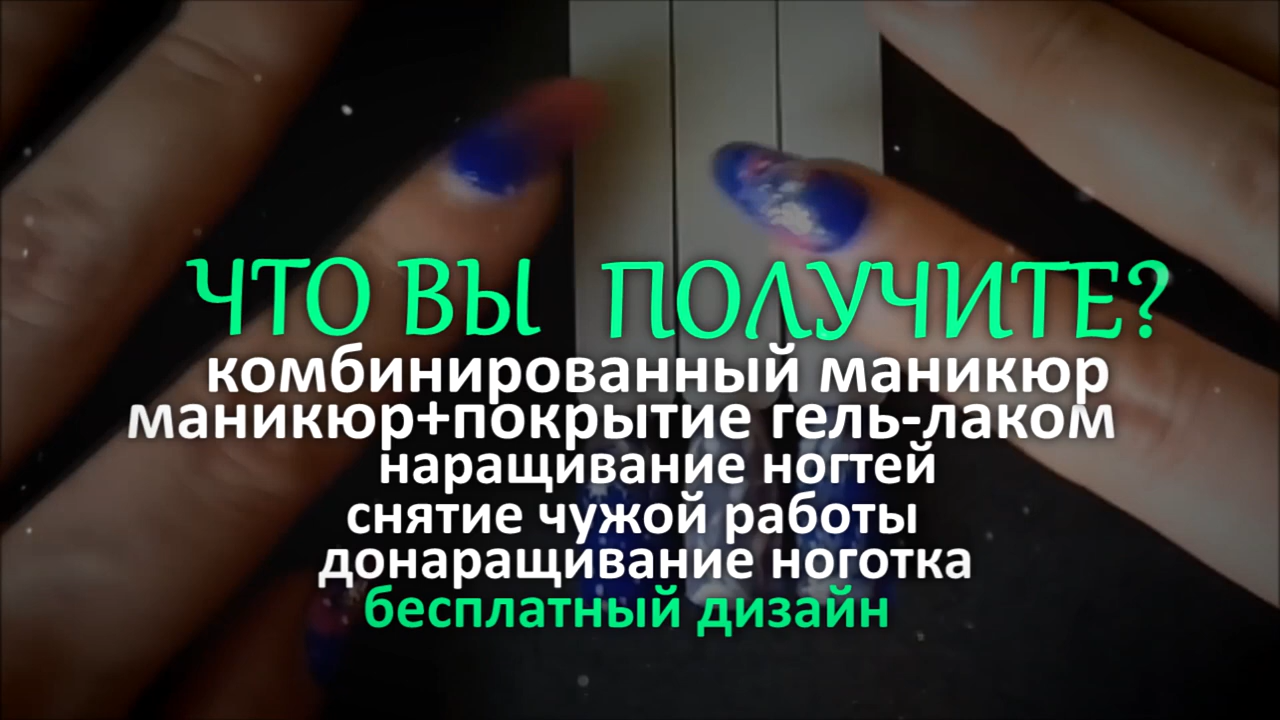 ЧТО ВЫ ПОЛУЧИТЕ?
комбинированный маникюр
маникюр+покрытие гель-лаком
наращивание ногтей
снятие чужой работы
донаращивание ноготка
бесплатный дизайн